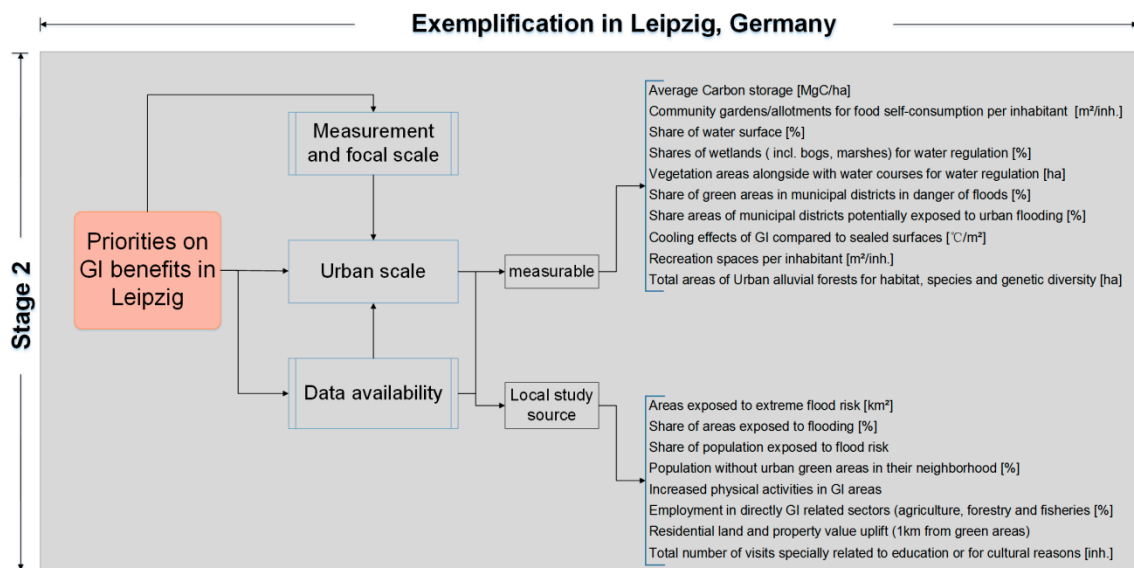 Exemplification in Leipzig, Germany
Stage 2
Priorities on
GI benefits in
Leipzig
Measurement
and focal scale
Urban scale
Data availability
measurable
Local study
source
Average Carbon storage [MgC/ha]
Community gardens/allotments for food self-consumption per inhabitant [m²/inh.]
Share of water surface [%]
Shares of wetlands ( incl. bogs, marshes) for water regulation [%]
Vegetation areas alongside with water courses for water regulation [ha]
Share of green areas in municipal districts in danger of floods [%]
Share areas of municipal districts potentially exposed to urban flooding [%]
Cooling effects of GI compared to sealed surfaces [℃/m²]
Recreation spaces per inhabitant [m²/inh.]
Total areas of Urban alluvial forests for habitat, species and genetic diversity [ha]
Areas exposed to extreme flood risk [km²]
Share of areas exposed to flooding [%]
Share of population exposed to flood risk
Population without urban green areas in their neighborhood [%]
Increased physical activities in GI areas
Employment in directly GI related sectors (agriculture, forestry and fisheries [%]
Residential land and property value uplift (1km from green areas)
Total number of visits specially related to education or for cultural reasons [inh.]